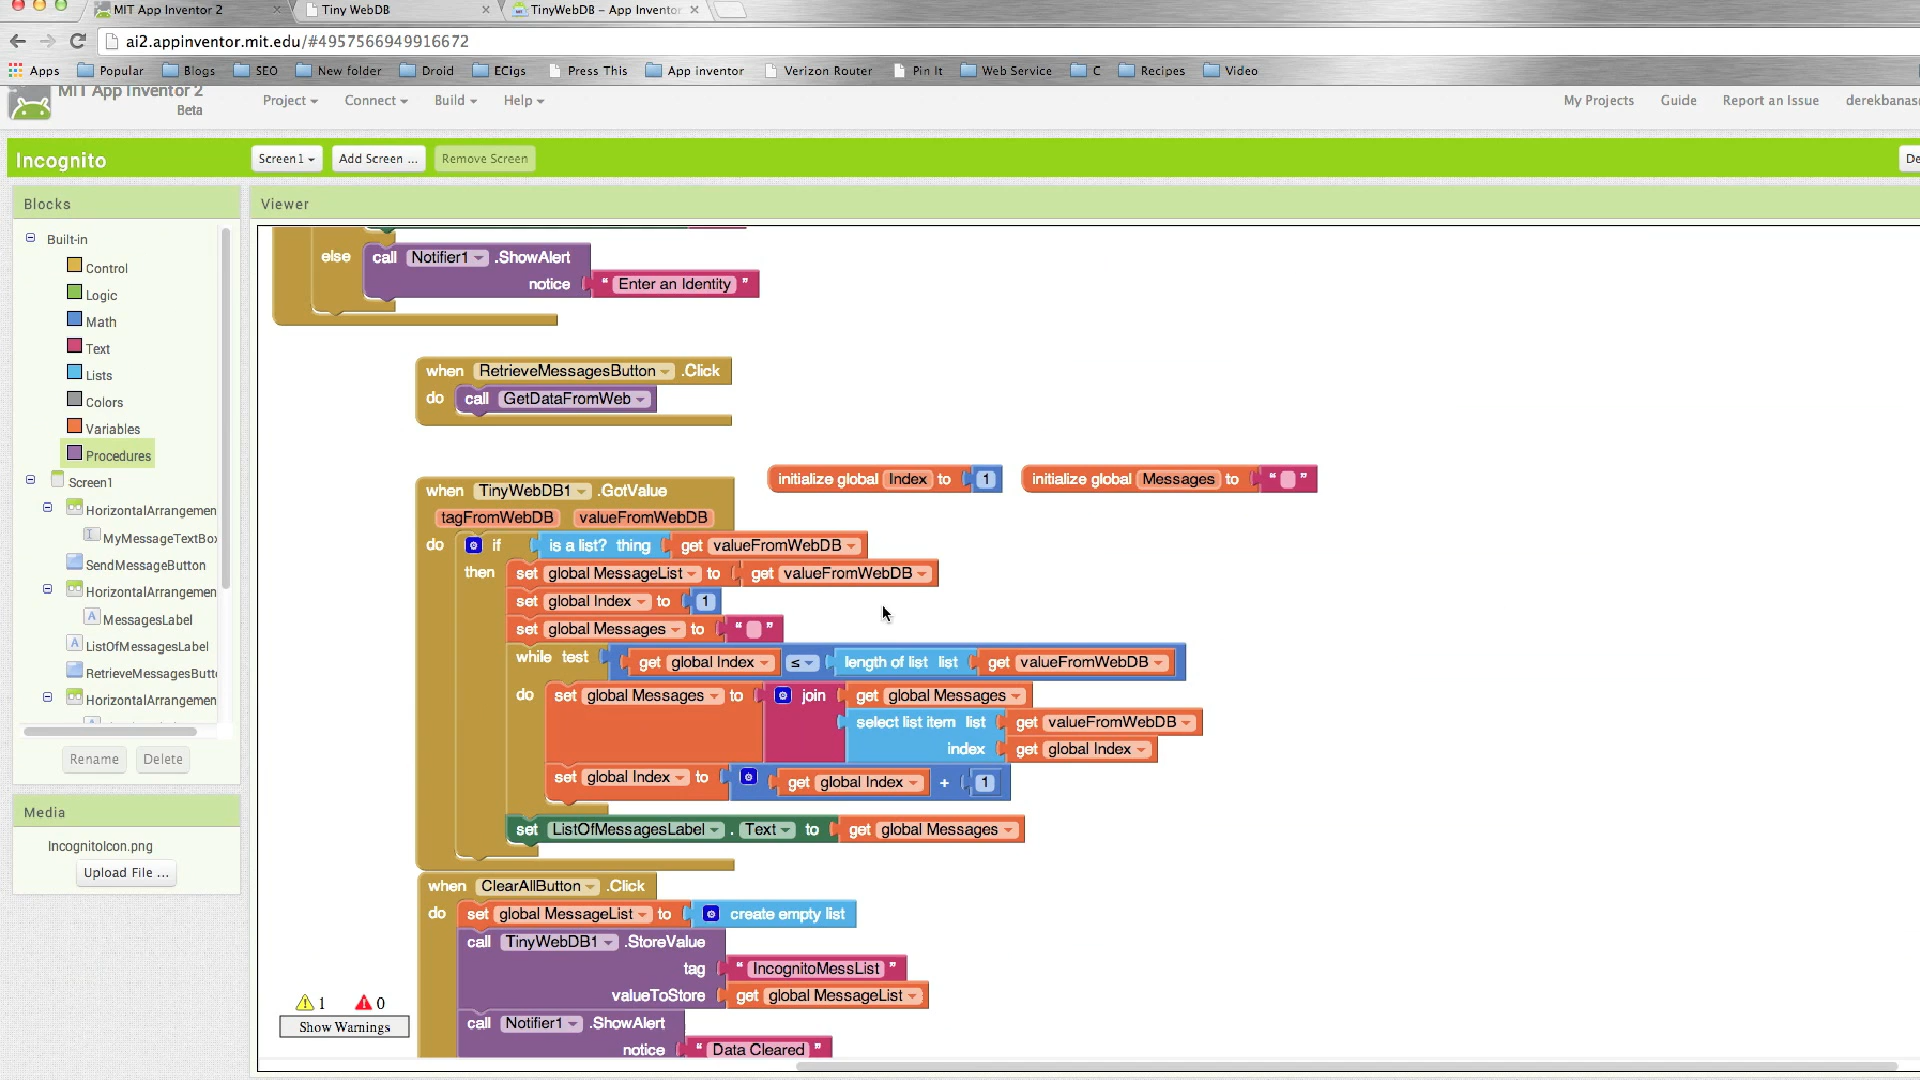 MIT App Inventor 2
Tiny WebDB
TinyWebDB – App Inventor
ai2.appinventor.mit.edu/#4957566949916672
Apps Popular Blogs SEO New folder Droid ECigs Press This App inventor Verizon Router Pin It Web Service C Recipes Video
MIT App Inventor 2
Beta
Project Connect Build Help My Projects Guide Report an Issue
Incognito Screen1 Add Screen ... Remove Screen
Blocks
Viewer
Built-in
Control
Logic
Math
Text
Lists
Colors
Variables
Procedures
Screen1
HorizontalArrangemen
MyMessageTextBo
SendMessageButton
HorizontalArrangemen
MessagesLabel
ListOfMessagesLabel
RetrieveMessagesButt
HorizontalArrangemen
Rename Delete
Media
IncognitoIcon.png
Upload File ...
else call Notifier1 .ShowAlert
notice " Enter an Identity "
when RetrieveMessagesButton .Click
do call GetDataFromWeb
initialize global Index to 1 initialize global Messages to " "
when TinyWebDB1 .GotValue
tagFromWebDB valueFromWebDB
do if is a list? thing get valueFromWebDB
then set global MessageList to get valueFromWebDB
set global Index to 1
set global Messages to " "
while test get global Index ≤ length of list list get valueFromWebDB
do set global Messages to join get global Messages
select list item list get valueFromWebDB
index get global Index
set global Index to get global Index + 1
set ListOfMessagesLabel . Text to get global Messages
when ClearAllButton .Click
do set global MessageList to create empty list
call TinyWebDB1 .StoreValue
tag " IncognitoMessList "
valueToStore get global MessageList
call Notifier1 .ShowAlert
notice " Data Cleared "
1 0
Show Warnings